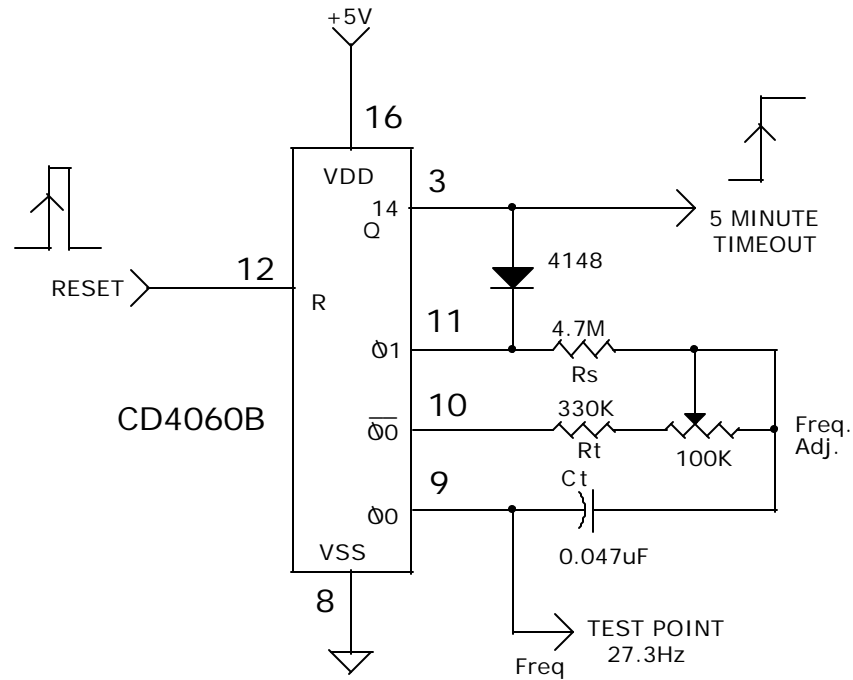 +5V
16
VDD
3
14
Q
5 MINUTE
TIMEOUT
4148
12
RESET
R
11
4.7M
Ø1
Rs
CD4060B
10
330K
Ø0
Rt
100K
Freq.
Adj.
9
Ct
Ø0
0.047uF
VSS
8
TEST POINT
27.3Hz
Freq